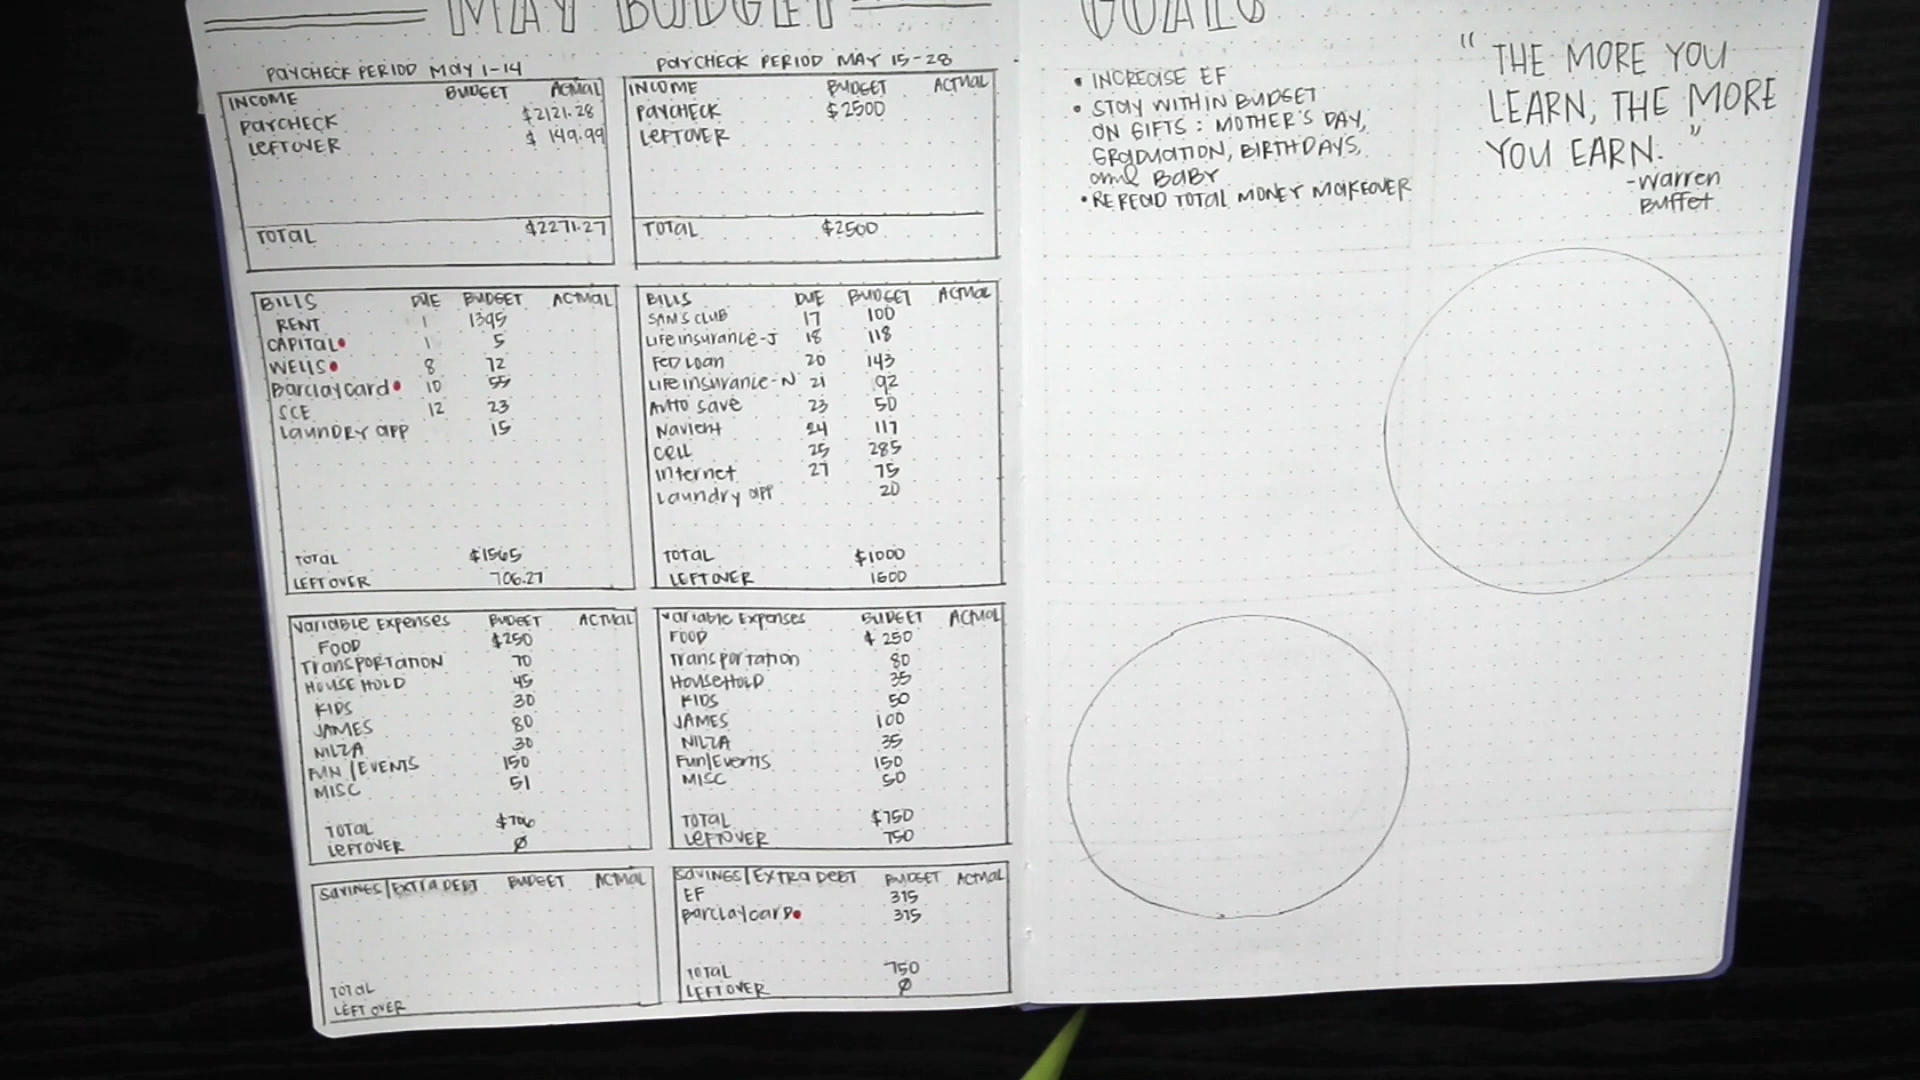 MAY BUDGET
PAYCHECK PERIOD MAY 1-14
INCOME BUDGET ACTUAL
PAYCHECK $2121.28
LEFTOVER $ 149.99
TOTAL $2271.27
BILLS DUE BUDGET ACTUAL
RENT 1 1395
CAPITAL 1 5
WELLS 8 72
Barclaycard 10 55
SCE 12 23
LAUNDRY APP 15
TOTAL $1565
LEFTOVER 706.27
Variable Expenses BUDGET ACTUAL
FOOD $250
TRANSPORTATION 70
HOUSEHOLD 45
KIDS 30
JAMES 80
NILZA 30
FUN/EVENTS 150
MISC 51
TOTAL $706
LEFTOVER Ø
SAVINGS/EXTRA DEBT BUDGET ACTUAL
TOTAL
LEFTOVER
PAYCHECK PERIOD MAY 15-28
INCOME BUDGET ACTUAL
PAYCHECK $2500
LEFTOVER
TOTAL $2500
BILLS DUE BUDGET ACTUAL
SAMS CLUB 17 100
Life insurance-J 18 118
FED Loan 20 143
Life insurance-N 21 92
Auto save 23 50
Navient 24 117
Cell 25 285
Internet 27 75
Laundry app 20
TOTAL $1000
LEFTOVER 1500
Variable Expenses BUDGET ACTUAL
FOOD $250
Transportation 80
HouseHOLD 35
KIDS 50
JAMES 100
NILZA 35
Fun/Events 150
MISC 50
TOTAL $750
LEFTOVER 750
SAVINGS/EXTRA DEBT BUDGET ACTUAL
EF 375
Barclaycard 375
TOTAL 750
LEFTOVER Ø
GOALS
• INCREASE EF
• STAY WITHIN BUDGET
ON GIFTS: MOTHER'S DAY,
GRADUATION, BIRTHDAYS,
and BABY
• REREAD TOTAL MONEY MAKEOVER
"THE MORE YOU
LEARN, THE MORE
YOU EARN."
-Warren
Buffet